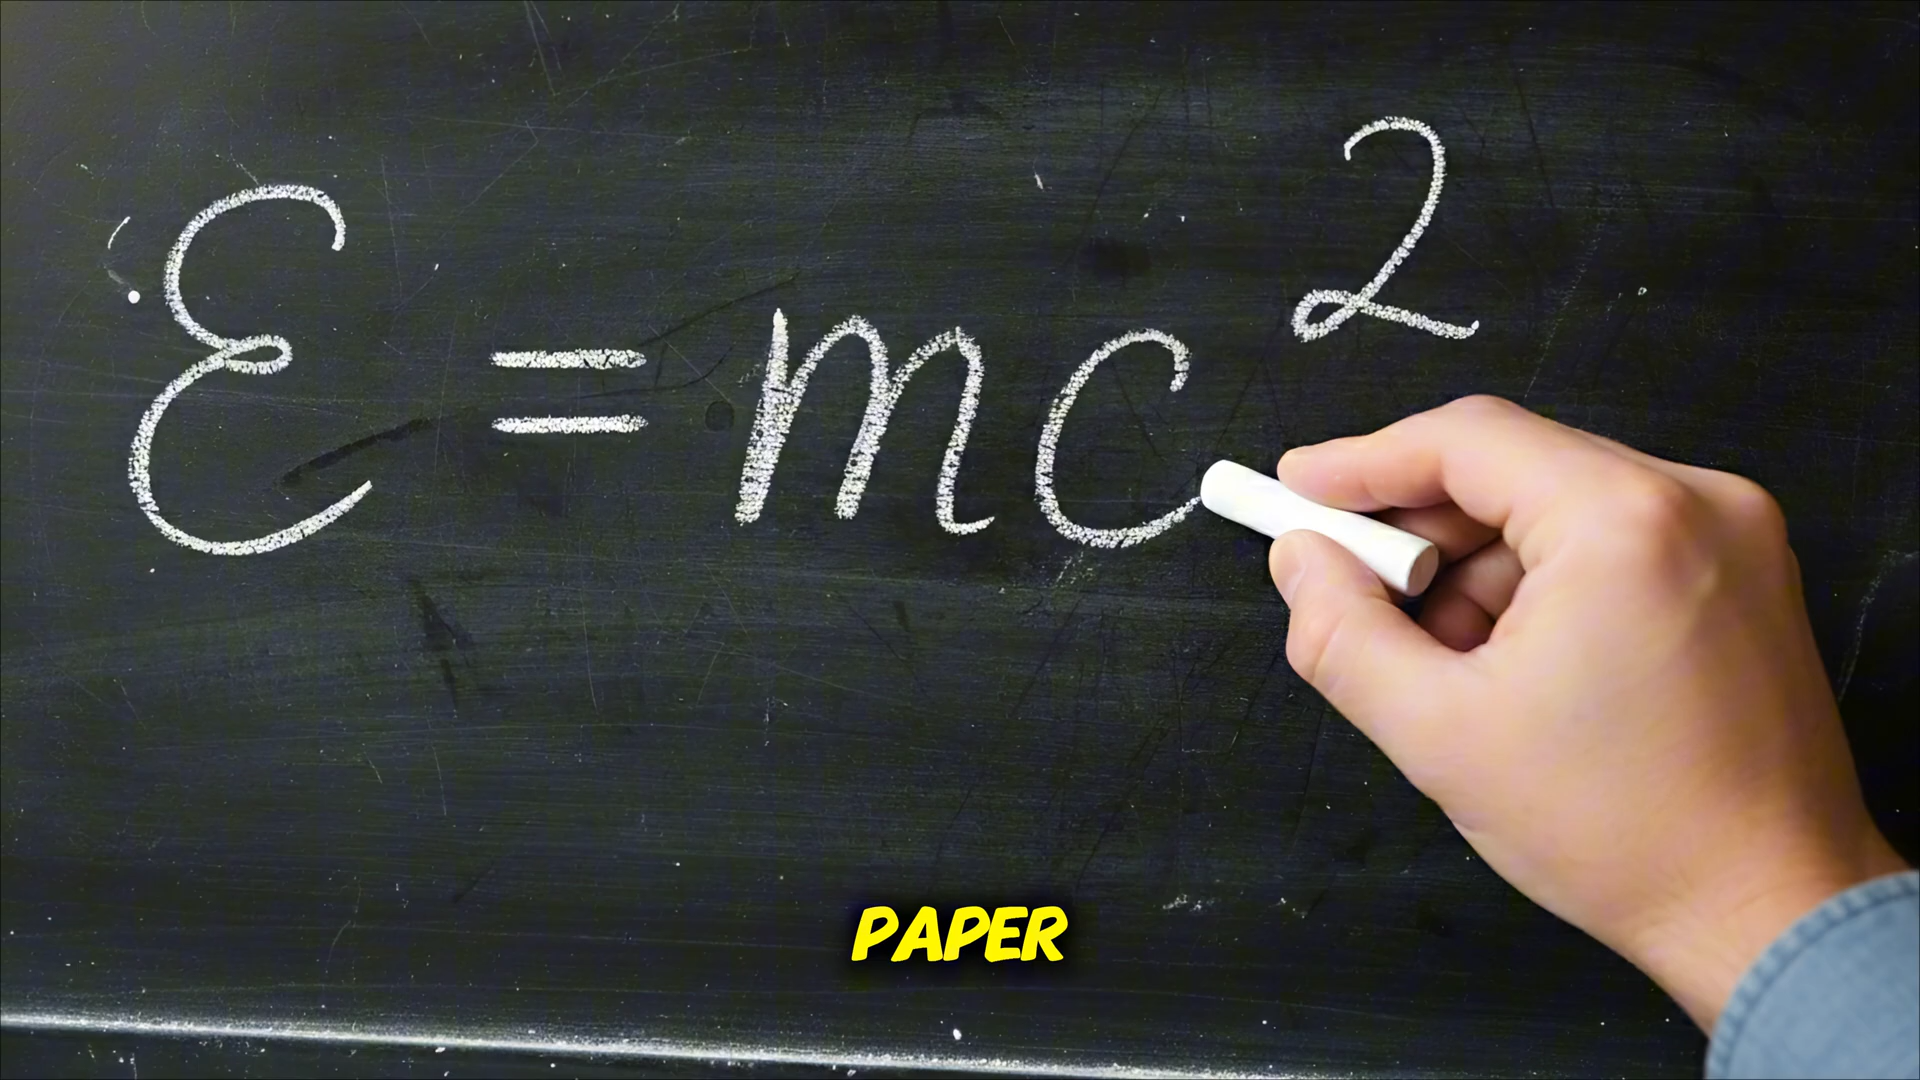 E = mc²
PAPER